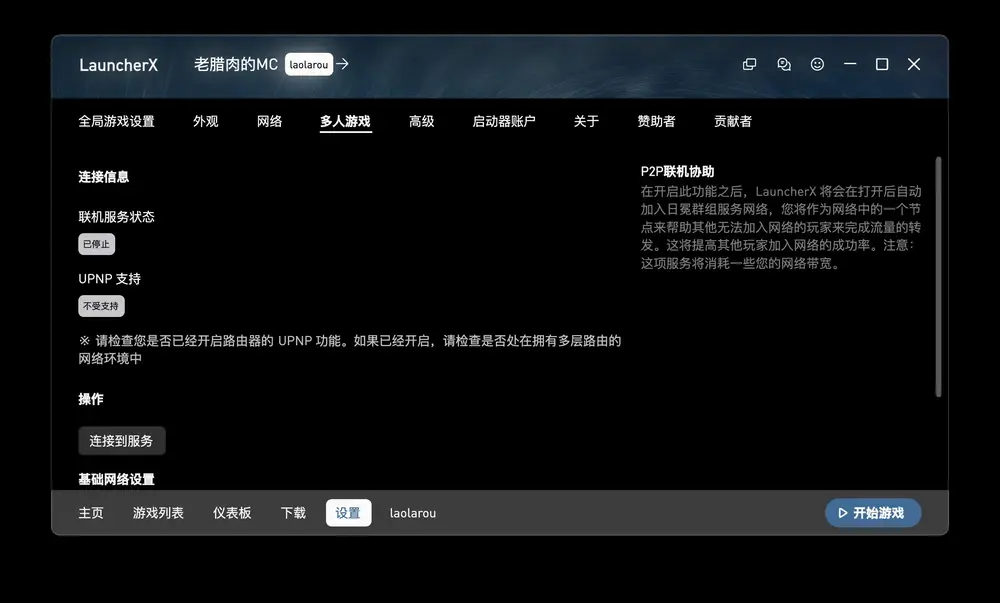 LauncherX
老腊肉的MC
laolarou
全局游戏设置
外观
网络
多人游戏
高级
启动器账户
关于
赞助者
贡献者
连接信息
联机服务状态
已停止
UPNP 支持
不受支持
※ 请检查您是否已经开启路由器的 UPNP 功能。如果已经开启，请检查是否处在拥有多层路由的
网络环境中
操作
连接到服务
基础网络设置
P2P联机协助
在开启此功能之后，LauncherX 将会在打开后自动
加入日冕群组服务网络，您将作为网络中的一个节
点来帮助其他无法加入网络的玩家来完成流量的转
发。这将提高其他玩家加入网络的成功率。注意：
这项服务将消耗一些您的网络带宽。
主页
游戏列表
仪表板
下载
设置
laolarou
开始游戏